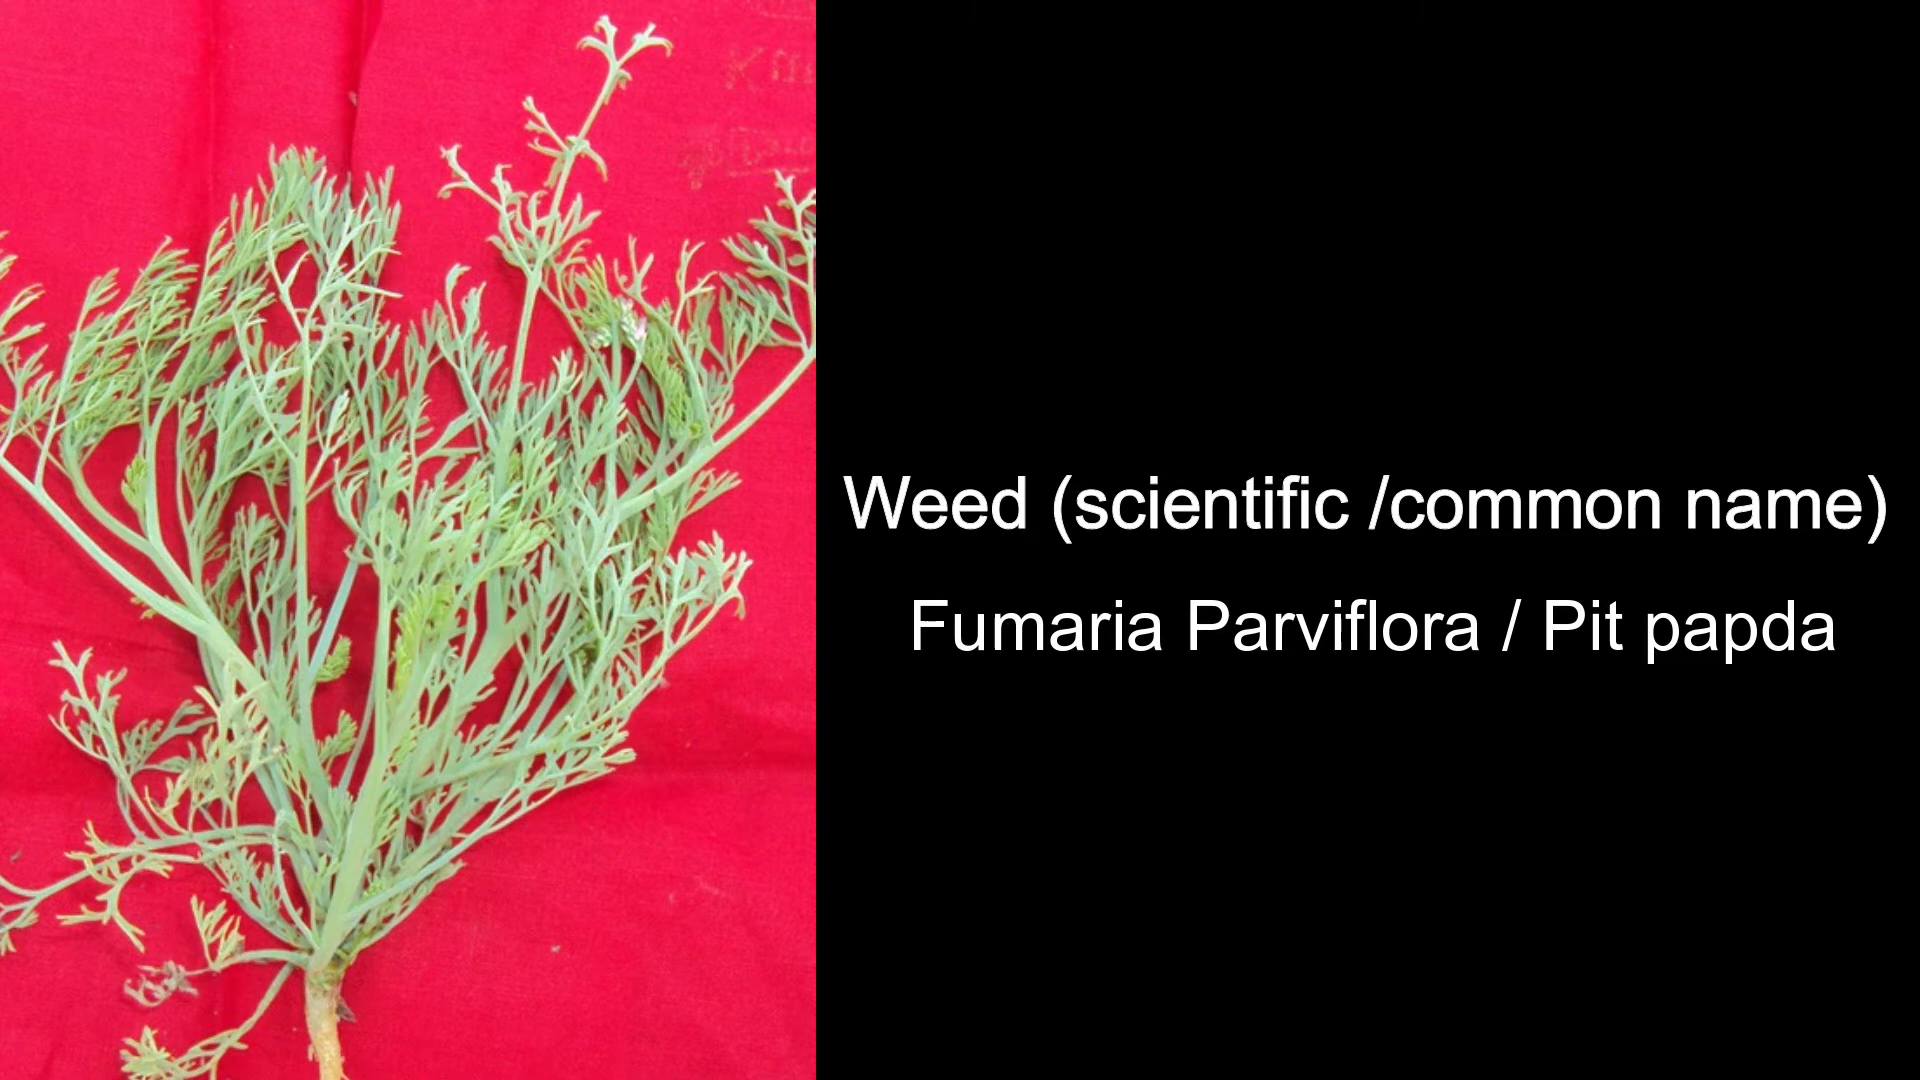 Weed (scientific /common name)
Fumaria Parviflora / Pit papda